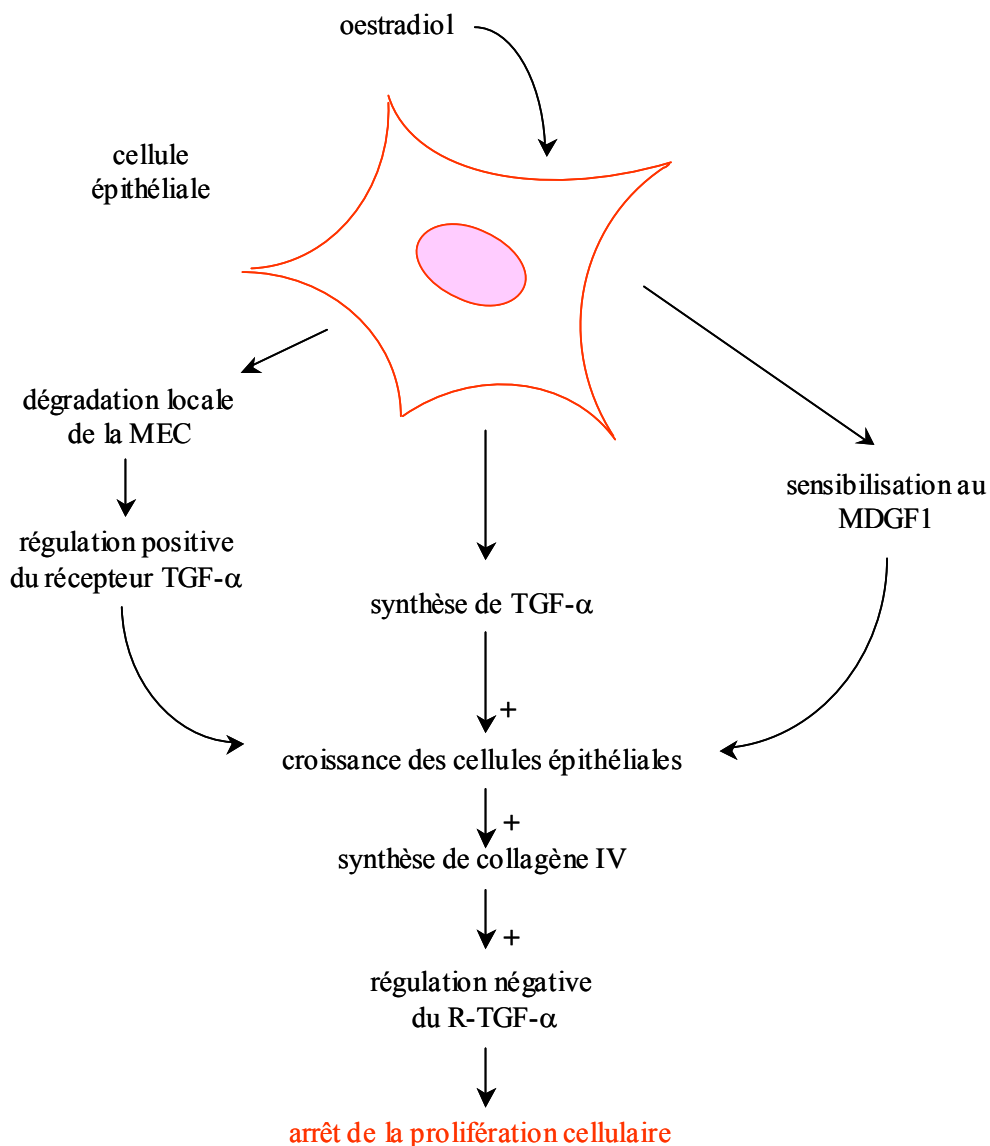 oestradiol
cellule
épithéliale
dégradation locale
de la MEC
régulation positive
du récepteur TGF-α
synthèse de TGF-α
sensibilisation au
MDGF1
+
croissance des cellules épithéliales
+
synthèse de collagène IV
+
régulation négative
du R-TGF-α
arrêt de la prolifération cellulaire